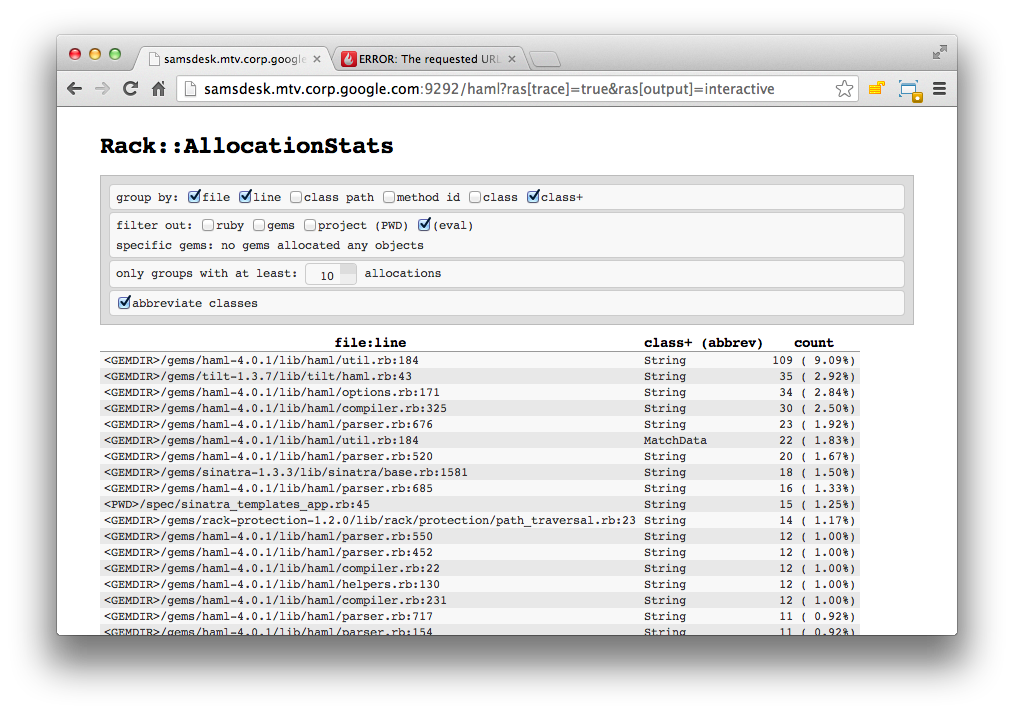 samsdesk.mtv.corp.google
ERROR: The requested URL
samsdesk.mtv.corp.google.com:9292/haml?ras[trace]=true&ras[output]=interactive
Rack::AllocationStats
group by: file line class path method id class class+
filter out: ruby gems project (PWD) (eval)
specific gems: no gems allocated any objects
only groups with at least: 10 allocations
abbreviate classes
file:line class+ (abbrev) count
<GEMDIR>/gems/haml-4.0.1/lib/haml/util.rb:184 String 109 ( 9.09%)
<GEMDIR>/gems/tilt-1.3.7/lib/tilt/haml.rb:43 String 35 ( 2.92%)
<GEMDIR>/gems/haml-4.0.1/lib/haml/options.rb:171 String 34 ( 2.84%)
<GEMDIR>/gems/haml-4.0.1/lib/haml/compiler.rb:325 String 30 ( 2.50%)
<GEMDIR>/gems/haml-4.0.1/lib/haml/parser.rb:676 String 23 ( 1.92%)
<GEMDIR>/gems/haml-4.0.1/lib/haml/util.rb:184 MatchData 22 ( 1.83%)
<GEMDIR>/gems/haml-4.0.1/lib/haml/parser.rb:520 String 20 ( 1.67%)
<GEMDIR>/gems/sinatra-1.3.3/lib/sinatra/base.rb:1581 String 18 ( 1.50%)
<GEMDIR>/gems/haml-4.0.1/lib/haml/parser.rb:685 String 16 ( 1.33%)
<PWD>/spec/sinatra_templates_app.rb:45 String 15 ( 1.25%)
<GEMDIR>/gems/rack-protection-1.2.0/lib/rack/protection/path_traversal.rb:23 String 14 ( 1.17%)
<GEMDIR>/gems/haml-4.0.1/lib/haml/parser.rb:550 String 12 ( 1.00%)
<GEMDIR>/gems/haml-4.0.1/lib/haml/parser.rb:452 String 12 ( 1.00%)
<GEMDIR>/gems/haml-4.0.1/lib/haml/compiler.rb:22 String 12 ( 1.00%)
<GEMDIR>/gems/haml-4.0.1/lib/haml/helpers.rb:130 String 12 ( 1.00%)
<GEMDIR>/gems/haml-4.0.1/lib/haml/compiler.rb:231 String 12 ( 1.00%)
<GEMDIR>/gems/haml-4.0.1/lib/haml/parser.rb:717 String 11 ( 0.92%)
<GEMDIR>/gems/haml-4.0.1/lib/haml/parser.rb:154 String 11 ( 0.92%)